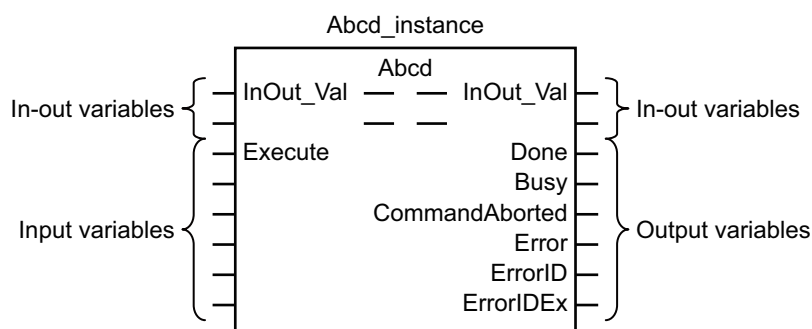 Abcd_instance
Abcd
In-out variables
InOut_Val
InOut_Val
In-out variables
Execute
Done
Busy
CommandAborted
Input variables
Error
Output variables
ErrorID
ErrorIDEx